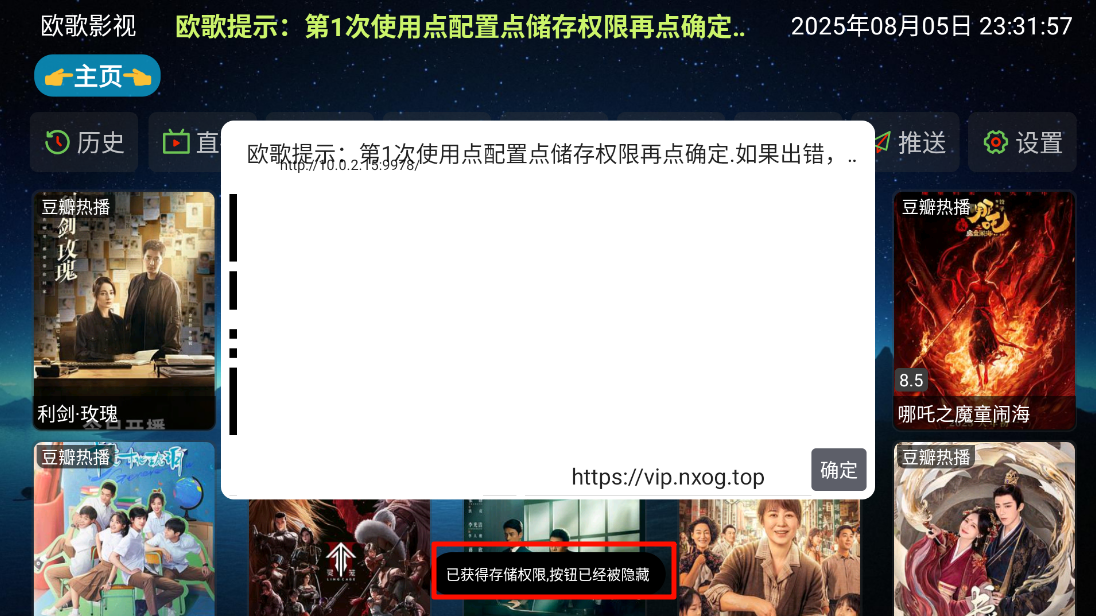 欧歌影视
欧歌提示：第1次使用点配置点储存权限再点确定..
2025年08月05日 23:31:57
👉主页👈
历史
直
推送
设置
欧歌提示：第1次使用点配置点储存权限再点确定.如果出错，..
http://10.0.2.15:9978/
豆瓣热播
利剑·玫瑰
豆瓣热播
8.5
哪吒之魔童闹海
https://vip.nxog.top
确定
豆瓣热播
豆瓣热播
已获得存储权限,按钮已经被隐藏